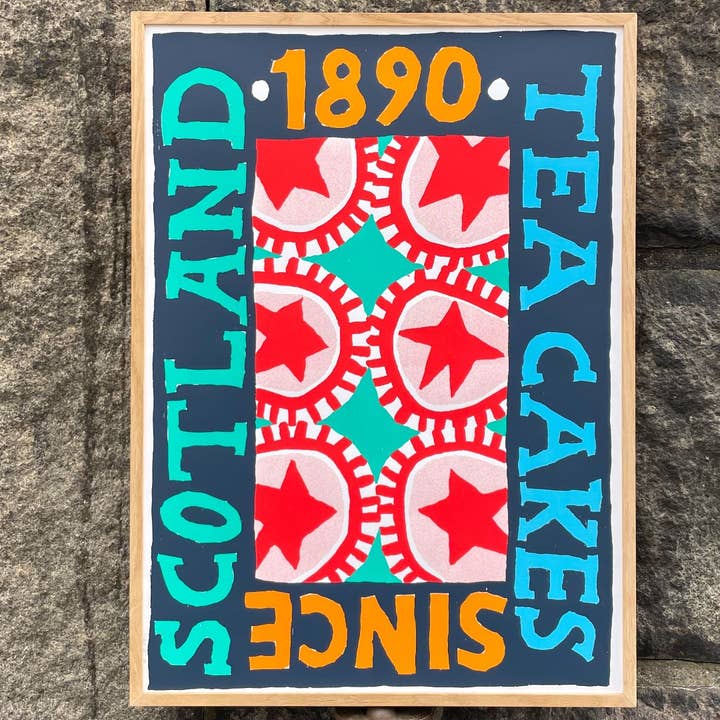 ·1890·
TEA CAKES
SINCE
SCOTLAND